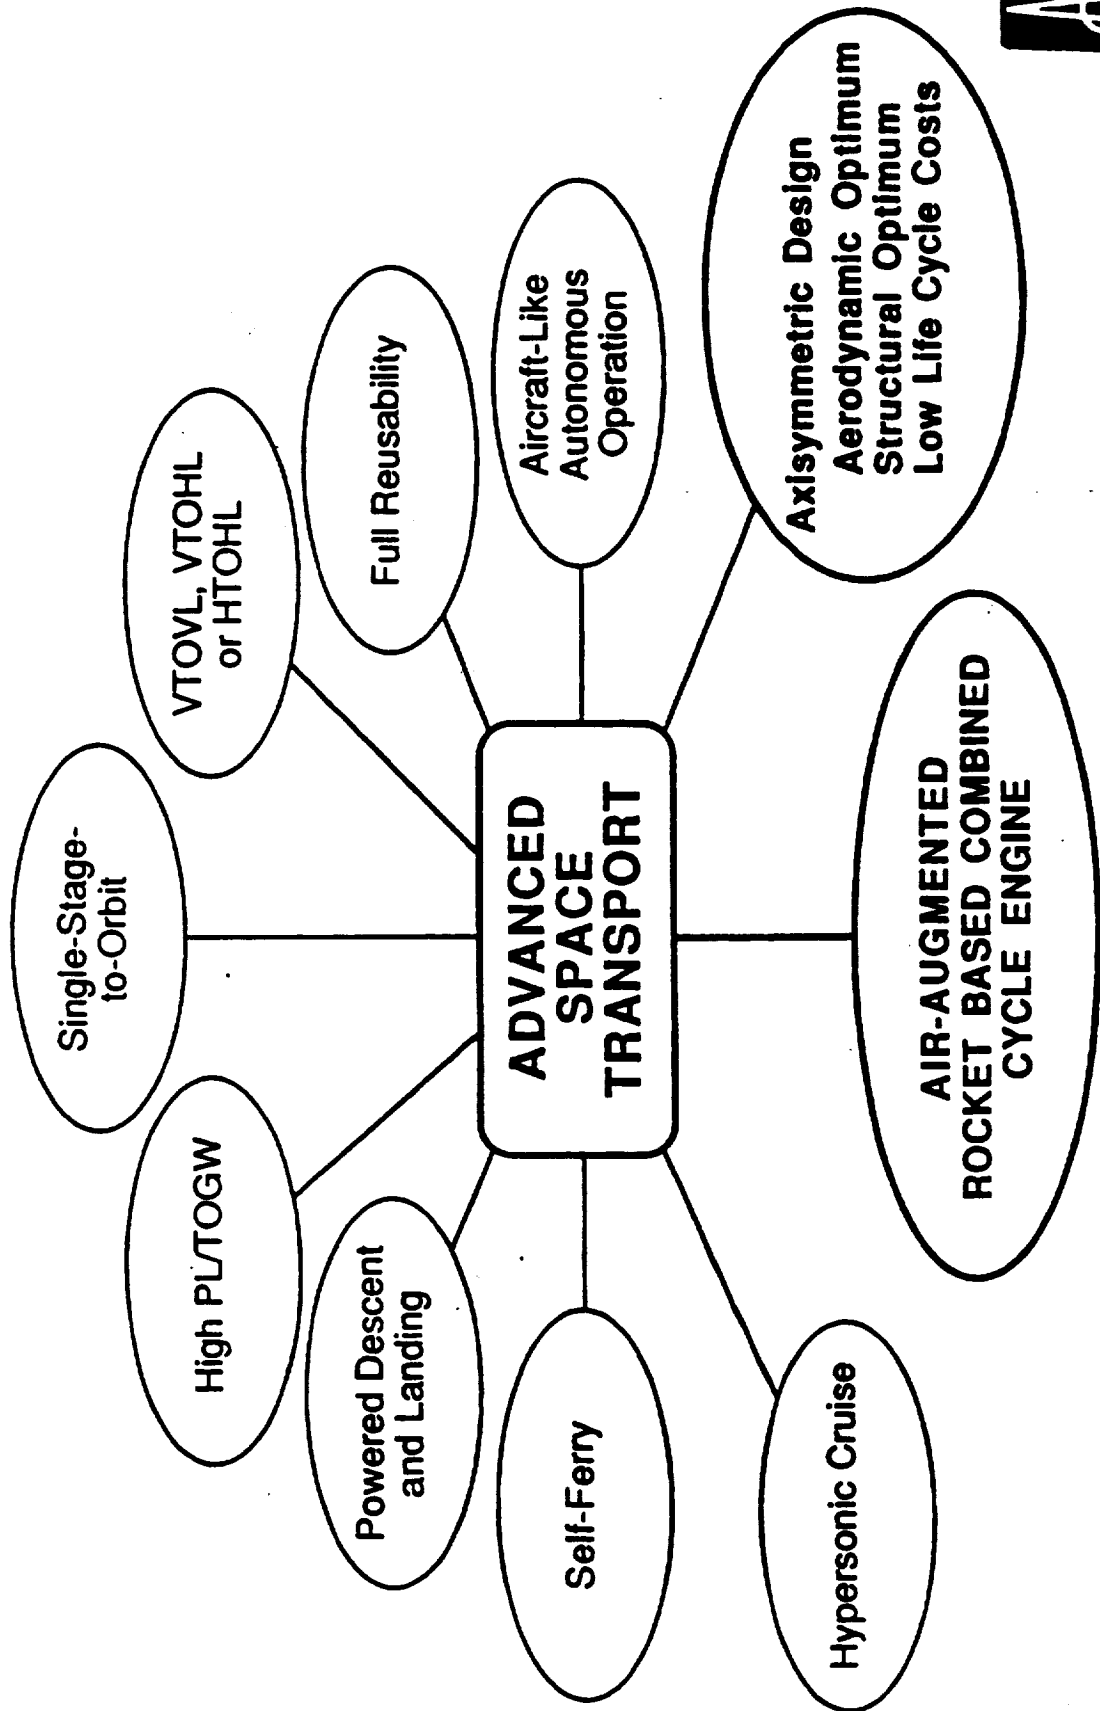 Single-Stage-
to-Orbit
High PL/TOGW
VTOVL, VTOHL
or HTOHL
Powered Descent
and Landing
Full Reusability
ADVANCED
SPACE
TRANSPORT
Self-Ferry
Aircraft-Like
Autonomous
Operation
Hypersonic Cruise
AIR-AUGMENTED
ROCKET BASED COMBINED
CYCLE ENGINE
Axisymmetric Design
Aerodynamic Optimum
Structural Optimum
Low Life Cycle Costs